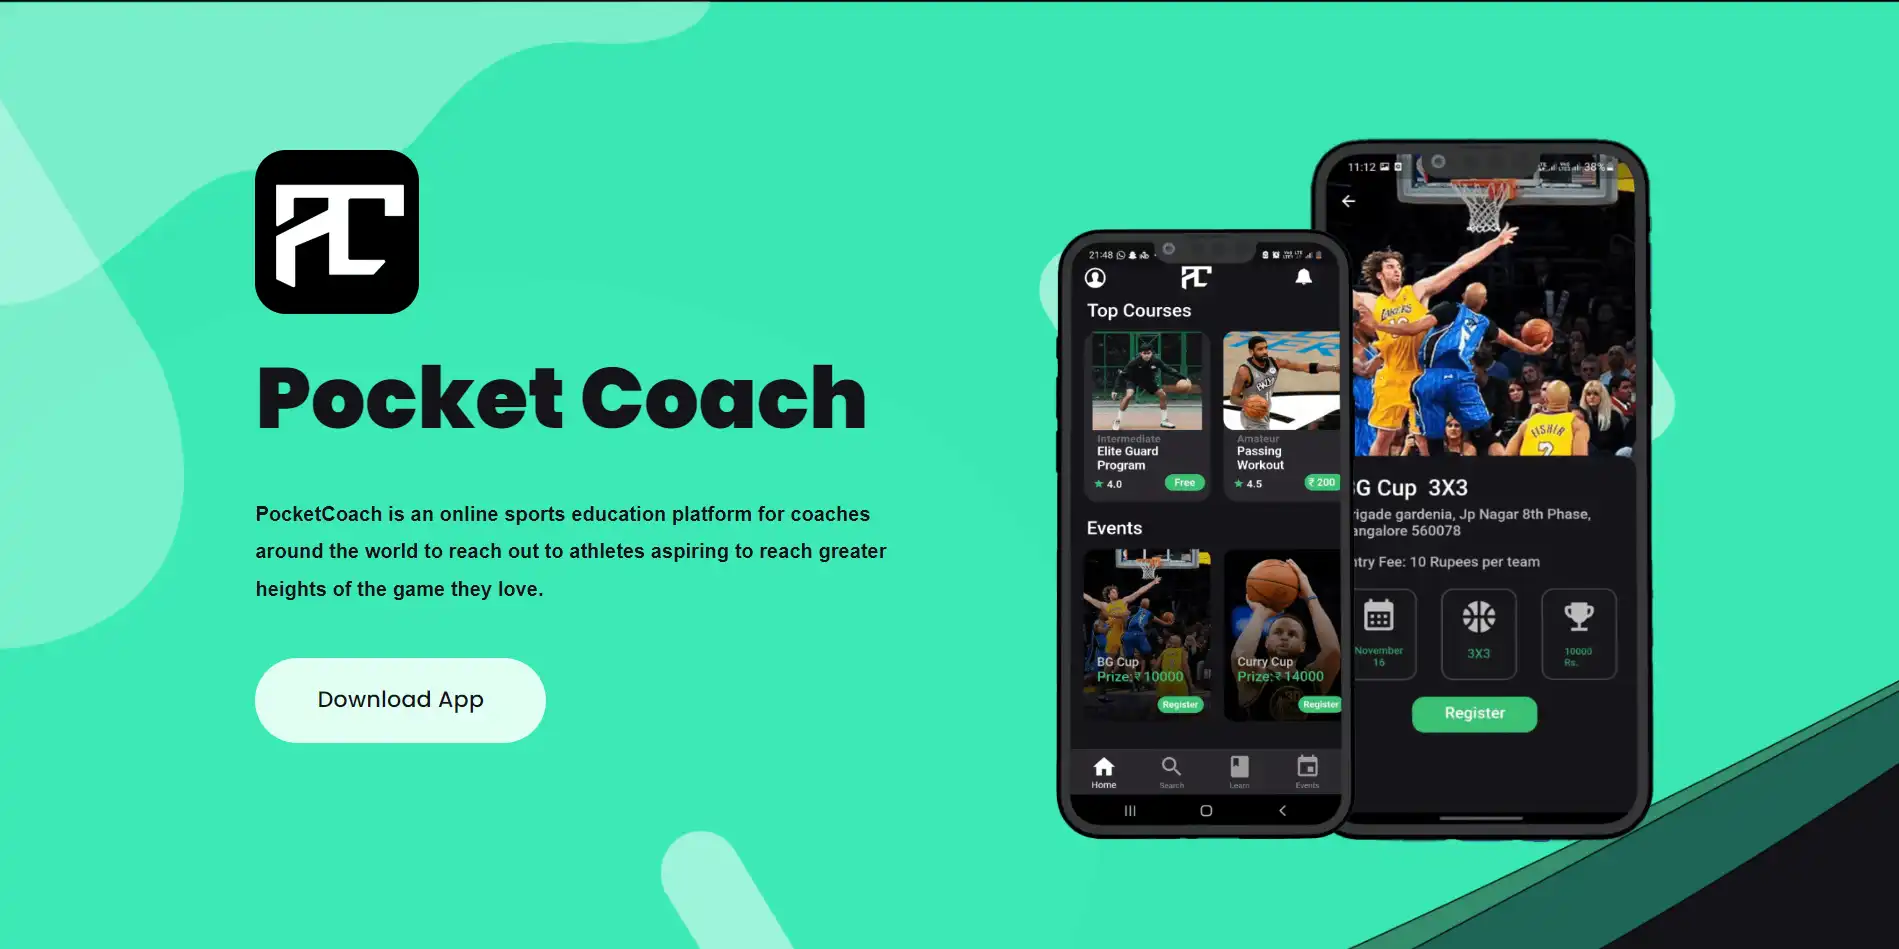 PC
Pocket Coach
PocketCoach is an online sports education platform for coaches
around the world to reach out to athletes aspiring to reach greater
heights of the game they love.
Download App
21:48
PC
Top Courses
Intermediate
Elite Guard
Program
4.0
Free
Amateur
Passing
Workout
4.5
₹ 200
Events
BG Cup
Prize:₹10000
Register
Curry Cup
Prize:₹14000
Register
Home
Search
Learn
Events
11:12
38%
LAKERS
FISHER
2
G Cup 3X3
rigade gardenia, Jp Nagar 8th Phase,
angalore 560078
ntry Fee: 10 Rupees per team
November
16
3X3
10000
Rs.
Register